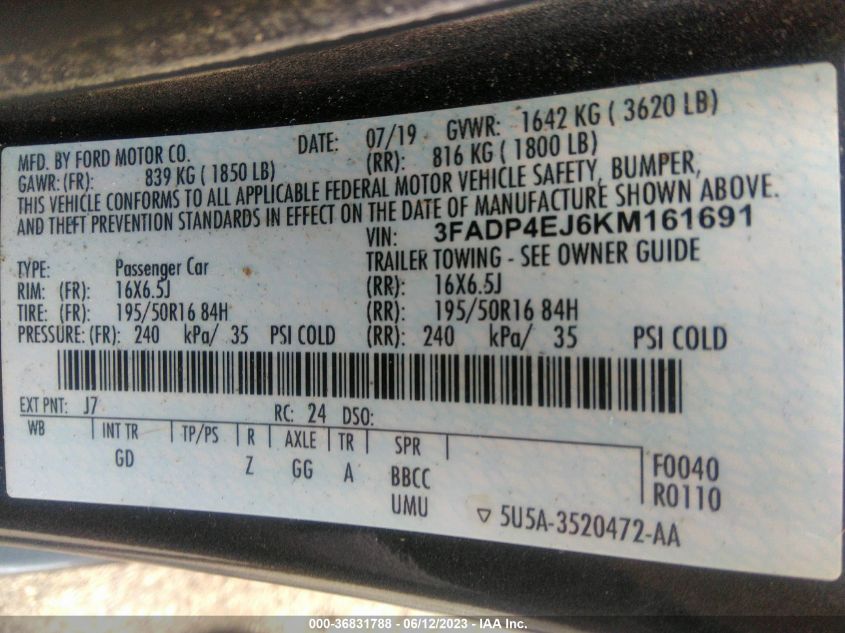 MFD. BY FORD MOTOR CO. DATE: 07/19 GVWR: 1642 KG ( 3620 LB)
GAWR: (FR): 839 KG ( 1850 LB) (RR): 816 KG ( 1800 LB)
THIS VEHICLE CONFORMS TO ALL APPLICABLE FEDERAL MOTOR VEHICLE SAFETY, BUMPER,
AND THEFT PREVENTION STANDARDS IN EFFECT ON THE DATE OF MANUFACTURE SHOWN ABOVE.
VIN: 3FADP4EJ6KM161691
TYPE: Passenger Car TRAILER TOWING - SEE OWNER GUIDE
RIM: (FR): 16X6.5J (RR): 16X6.5J
TIRE: (FR): 195/50R16 84H (RR): 195/50R16 84H
PRESSURE: (FR): 240 kPa/ 35 PSI COLD (RR): 240 kPa/ 35 PSI COLD
EXT PNT: J7 RC: 24 DSO:
WB INT TR TP/PS R AXLE TR SPR
GD Z GG A BBCC F0040
UMU R0110
▽ 5U5A-3520472-AA
000-36831788 - 06/12/2023 - IAA Inc.